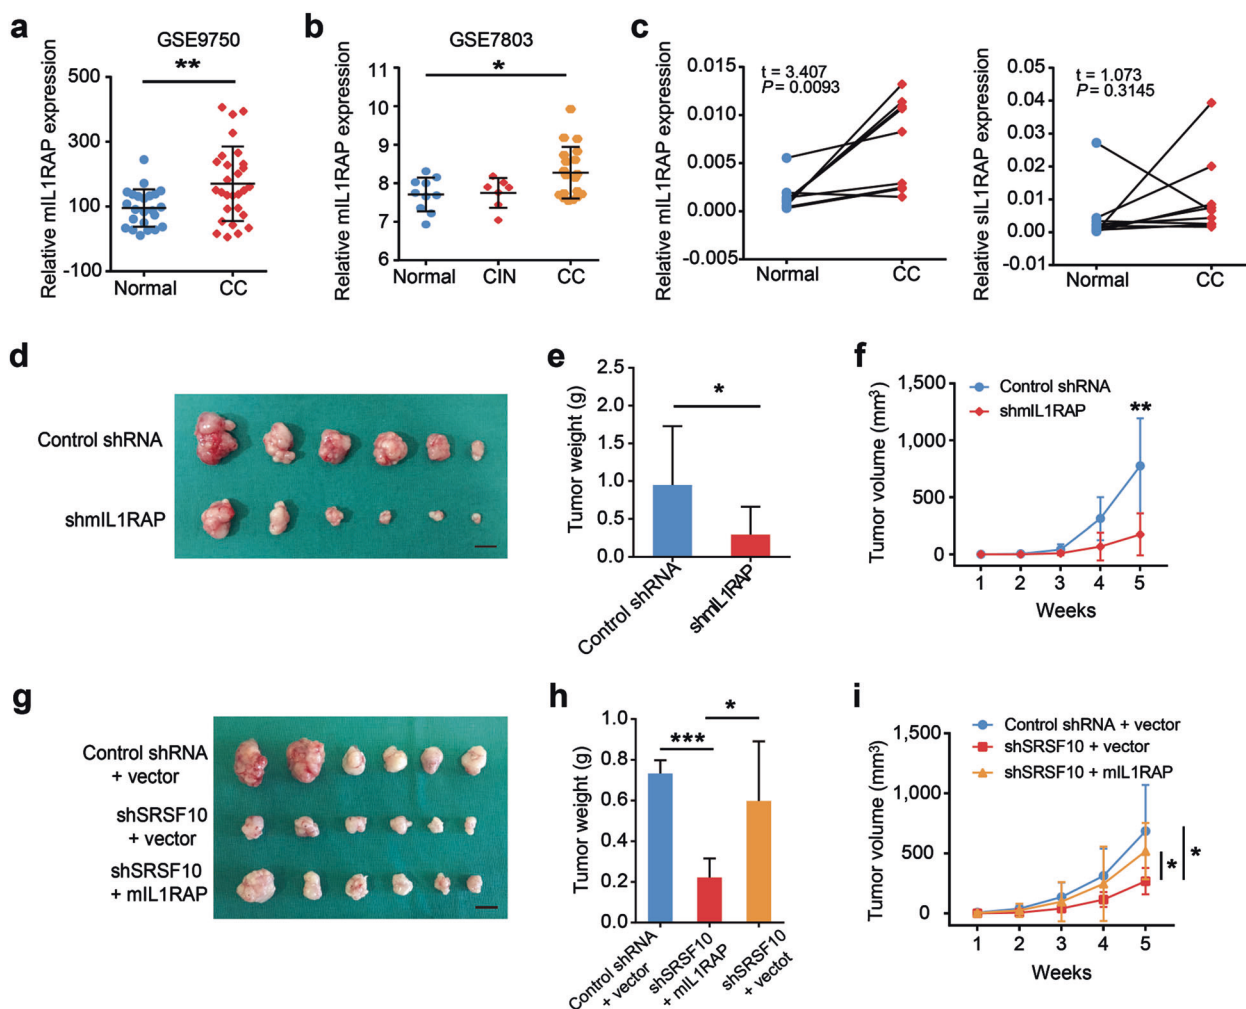 a
GSE9750
**
Relative mIL1RAP expression
500
300
100
-100
Normal
CC
b
GSE7803
*
Relative mIL1RAP expression
11
10
9
8
7
6
Normal
CIN
CC
c
t = 3.407
P = 0.0093
Relative mIL1RAP expression
0.015
0.010
0.005
0.000
-0.005
Normal
CC
t = 1.073
P = 0.3145
Relative sIL1RAP expression
0.05
0.04
0.03
0.02
0.01
0.00
-0.01
Normal
CC
d
Control shRNA
shmIL1RAP
e
*
Tumor weight (g)
2.5
2.0
1.5
1.0
0.5
0.0
Control shRNA
shmIL1RAP
f
Control shRNA
shmIL1RAP
**
Tumor volume (mm³)
1,500
1,000
500
0
1
2
3
4
5
Weeks
g
Control shRNA
+ vector
shSRSF10
+ vector
shSRSF10
+ mIL1RAP
h
***
*
Tumor weight (g)
1.0
0.8
0.6
0.4
0.2
0.0
Control shRNA
+ vector
shSRSF10
+ mIL1RAP
shSRSF10
+ vectot
i
Control shRNA + vector
shSRSF10 + vector
shSRSF10 + mIL1RAP
*
*
Tumor volume (mm³)
1,500
1,000
500
0
1
2
3
4
5
Weeks